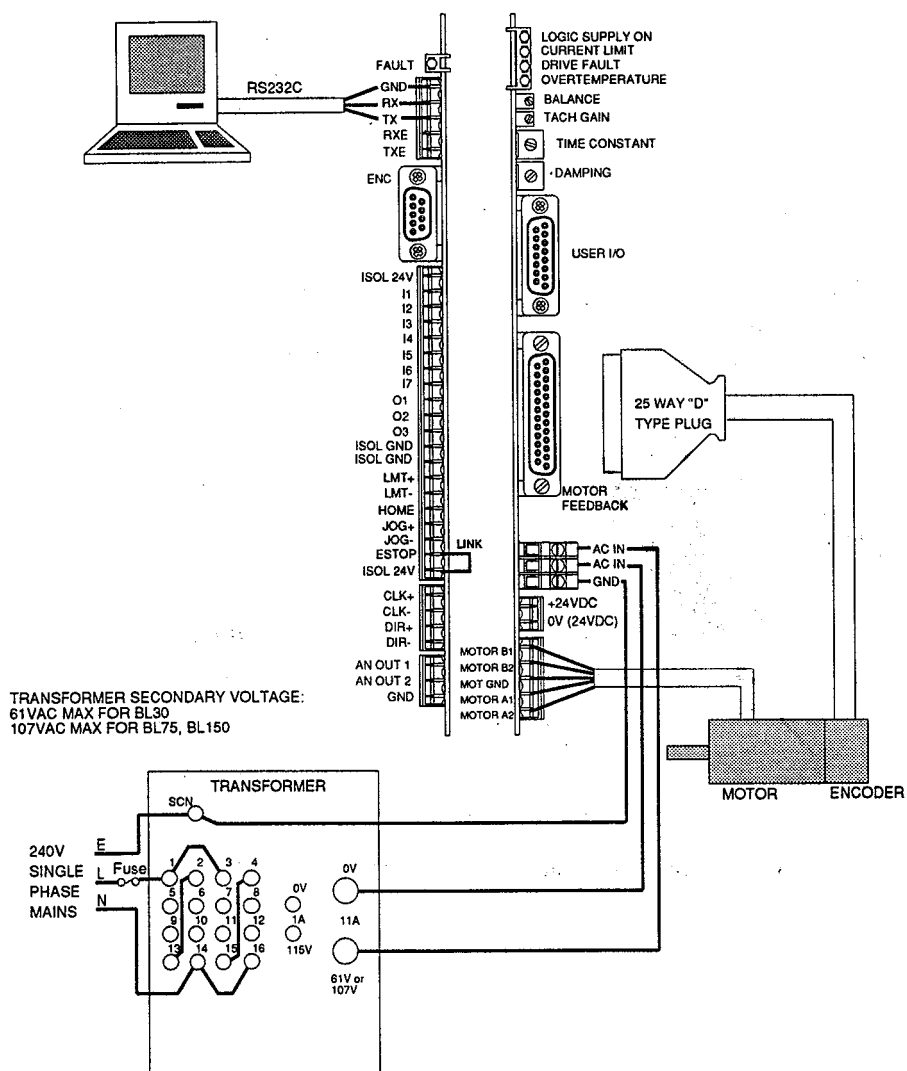 RS232C
FAULT
GND
RX
TX
RXE
TXE
ENC
ISOL 24V
I1
I2
I3
I4
I5
I6
I7
O1
O2
O3
ISOL GND
ISOL GND
LMT+
LMT-
HOME
JOG+
JOG-
ESTOP
ISOL 24V
LINK
CLK+
CLK-
DIR+
DIR-
AN OUT 1
AN OUT 2
GND
LOGIC SUPPLY ON
CURRENT LIMIT
DRIVE FAULT
OVERTEMPERATURE
BALANCE
TACH GAIN
TIME CONSTANT
DAMPING
USER I/O
25 WAY "D"
TYPE PLUG
MOTOR
FEEDBACK
AC IN
AC IN
GND
+24VDC
0V (24VDC)
MOTOR B1
MOTOR B2
MOT GND
MOTOR A1
MOTOR A2
MOTOR
ENCODER
TRANSFORMER SECONDARY VOLTAGE:
61VAC MAX FOR BL30
107VAC MAX FOR BL75, BL150
TRANSFORMER
SCN
240V
SINGLE
PHASE
MAINS
E
L
Fuse
N
1 2 3 4
5 6 7 8
9 10 11 12
13 14 15 16
0V
1A
115V
0V
11A
61V or
107V